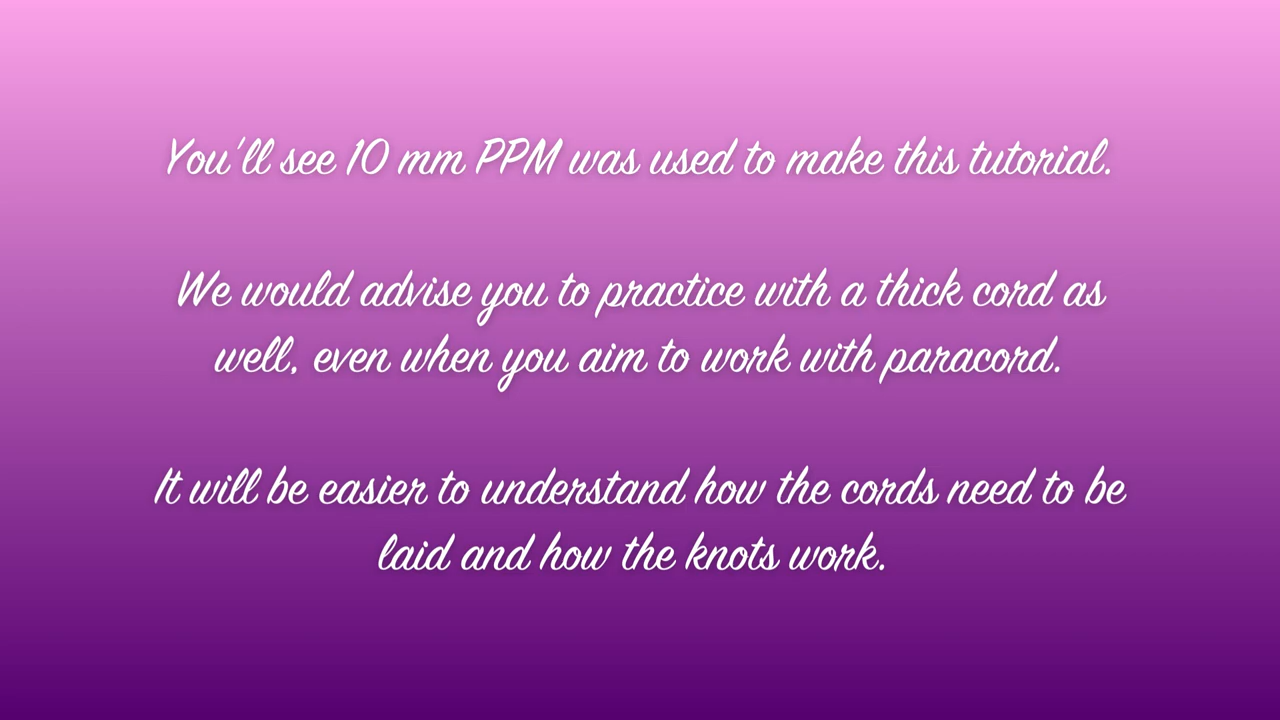 You'll see 10 mm PPM was used to make this tutorial.
We would advise you to practice with a thick cord as
well, even when you aim to work with paracord.
It will be easier to understand how the cords need to be
laid and how the knots work.